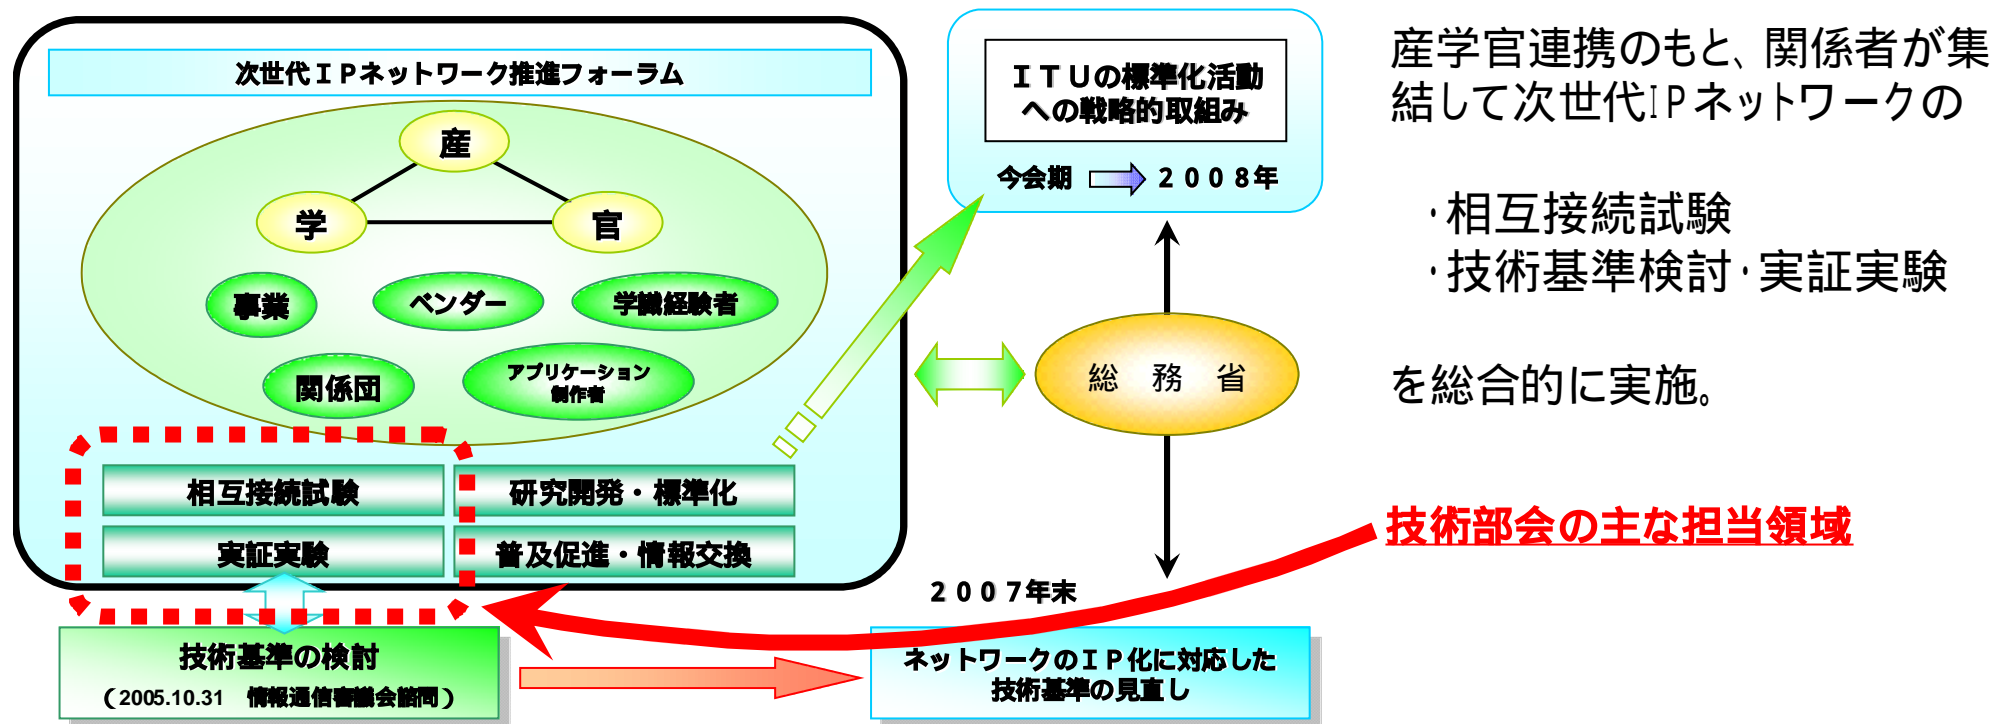 次世代ＩＰネットワーク推進フォーラム
産
学
官
事業
ベンダー
学識経験者
関係団
アプリケーション
制作者
相互接続試験
研究開発・標準化
実証実験
普及促進・情報交換
技術基準の検討
（2005.10.31　情報通信審議会諮問）
ＩＴＵの標準化活動
への戦略的取組み
今会期
２００８年
総　務　省
２００７年末
ネットワークのＩＰ化に対応した
技術基準の見直し
産学官連携のもと、関係者が集
結して次世代IPネットワークの
・相互接続試験
・技術基準検討・実証実験
を総合的に実施。
技術部会の主な担当領域